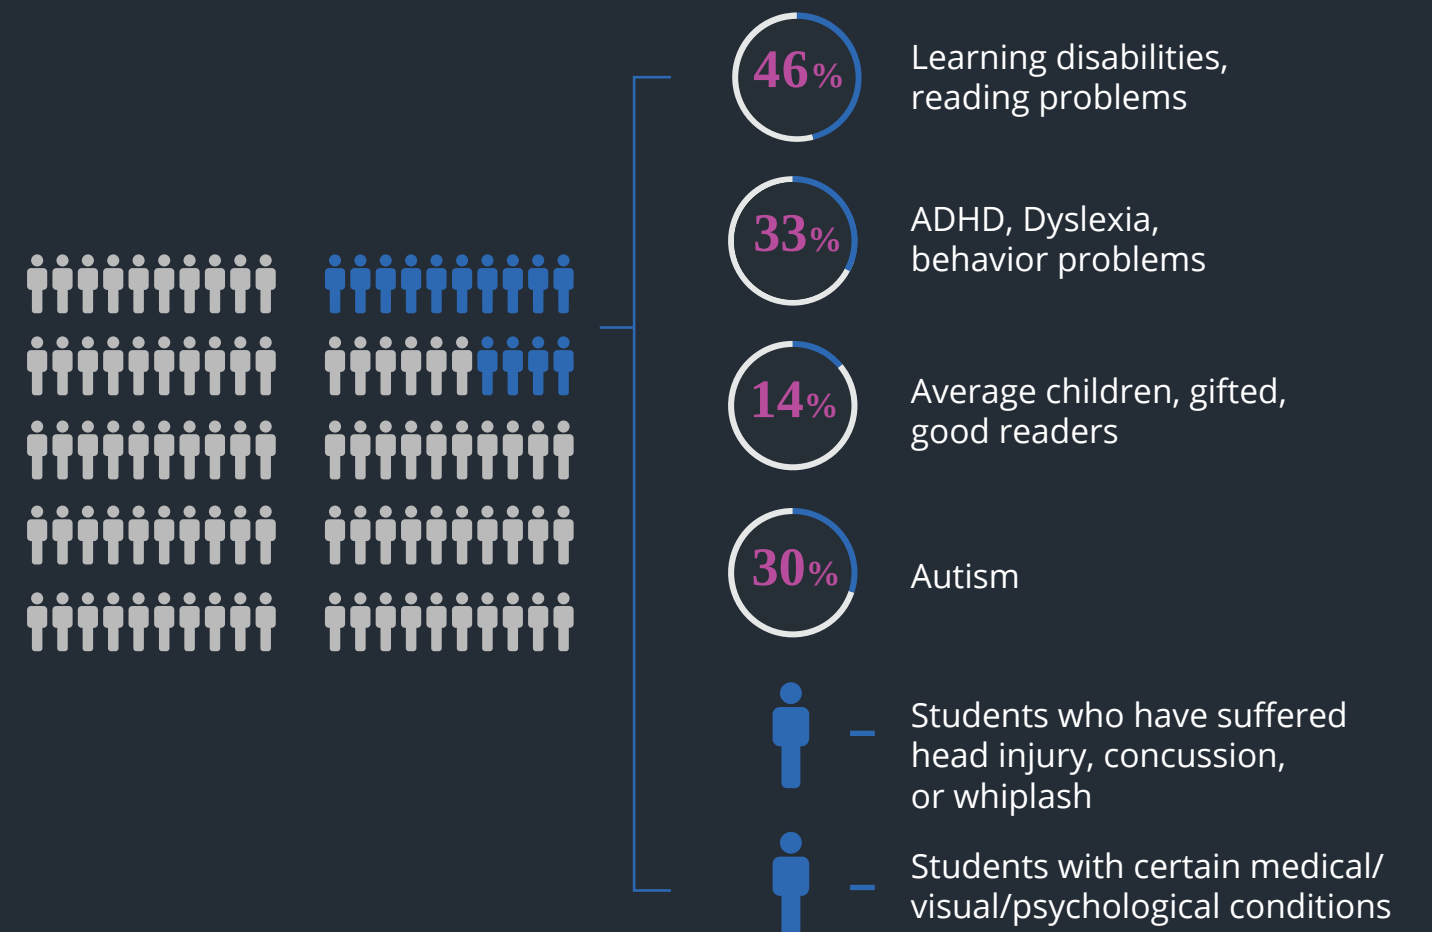 46%
Learning disabilities,
reading problems
33%
ADHD, Dyslexia,
behavior problems
14%
Average children, gifted,
good readers
30%
Autism
Students who have suffered
head injury, concussion,
or whiplash
Students with certain medical/
visual/psychological conditions